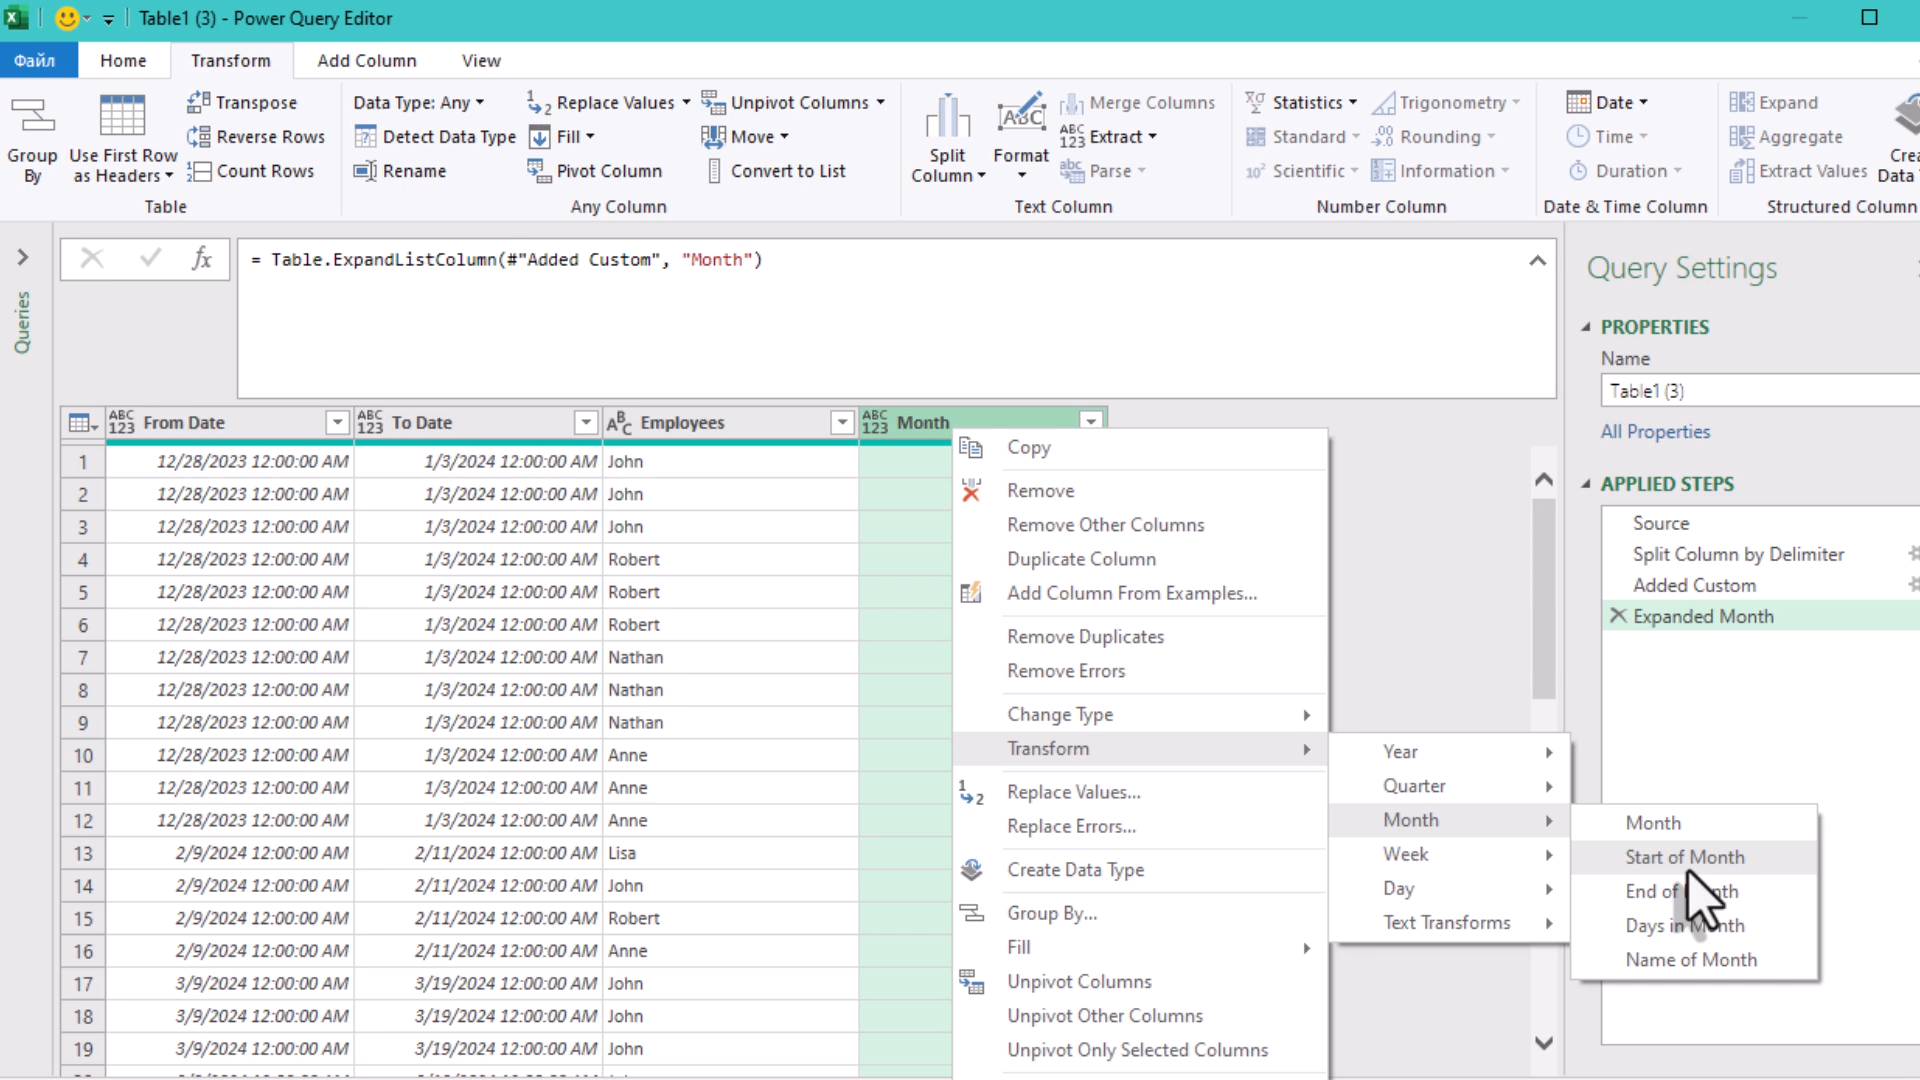 Table1 (3) - Power Query Editor
Файл Home Transform Add Column View
Group By
Use First Row as Headers
Transpose
Reverse Rows
Count Rows
Table
Data Type: Any
Detect Data Type
Rename
Replace Values
Fill
Pivot Column
Unpivot Columns
Move
Convert to List
Any Column
Split Column
Format
Merge Columns
Extract
Parse
Text Column
Statistics
Standard
Scientific
Trigonometry
Rounding
Information
Number Column
Date
Time
Duration
Date & Time Column
Expand
Aggregate
Extract Values
Structured Column
Data
Queries
fx
= Table.ExpandListColumn(#"Added Custom", "Month")
ABC 123 From Date ABC 123 To Date ABC Employees ABC 123 Month
1 12/28/2023 12:00:00 AM 1/3/2024 12:00:00 AM John
2 12/28/2023 12:00:00 AM 1/3/2024 12:00:00 AM John
3 12/28/2023 12:00:00 AM 1/3/2024 12:00:00 AM John
4 12/28/2023 12:00:00 AM 1/3/2024 12:00:00 AM Robert
5 12/28/2023 12:00:00 AM 1/3/2024 12:00:00 AM Robert
6 12/28/2023 12:00:00 AM 1/3/2024 12:00:00 AM Robert
7 12/28/2023 12:00:00 AM 1/3/2024 12:00:00 AM Nathan
8 12/28/2023 12:00:00 AM 1/3/2024 12:00:00 AM Nathan
9 12/28/2023 12:00:00 AM 1/3/2024 12:00:00 AM Nathan
10 12/28/2023 12:00:00 AM 1/3/2024 12:00:00 AM Anne
11 12/28/2023 12:00:00 AM 1/3/2024 12:00:00 AM Anne
12 12/28/2023 12:00:00 AM 1/3/2024 12:00:00 AM Anne
13 2/9/2024 12:00:00 AM 2/11/2024 12:00:00 AM Lisa
14 2/9/2024 12:00:00 AM 2/11/2024 12:00:00 AM John
15 2/9/2024 12:00:00 AM 2/11/2024 12:00:00 AM Robert
16 2/9/2024 12:00:00 AM 2/11/2024 12:00:00 AM Anne
17 3/9/2024 12:00:00 AM 3/19/2024 12:00:00 AM John
18 3/9/2024 12:00:00 AM 3/19/2024 12:00:00 AM John
19 3/9/2024 12:00:00 AM 3/19/2024 12:00:00 AM John
Copy
Remove
Remove Other Columns
Duplicate Column
Add Column From Examples...
Remove Duplicates
Remove Errors
Change Type
Transform
Replace Values...
Replace Errors...
Create Data Type
Group By...
Fill
Unpivot Columns
Unpivot Other Columns
Unpivot Only Selected Columns
Year
Quarter
Month
Week
Day
Text Transforms
Month
Start of Month
End of Month
Days in Month
Name of Month
Query Settings
PROPERTIES
Name
Table1 (3)
All Properties
APPLIED STEPS
Source
Split Column by Delimiter
Added Custom
Expanded Month